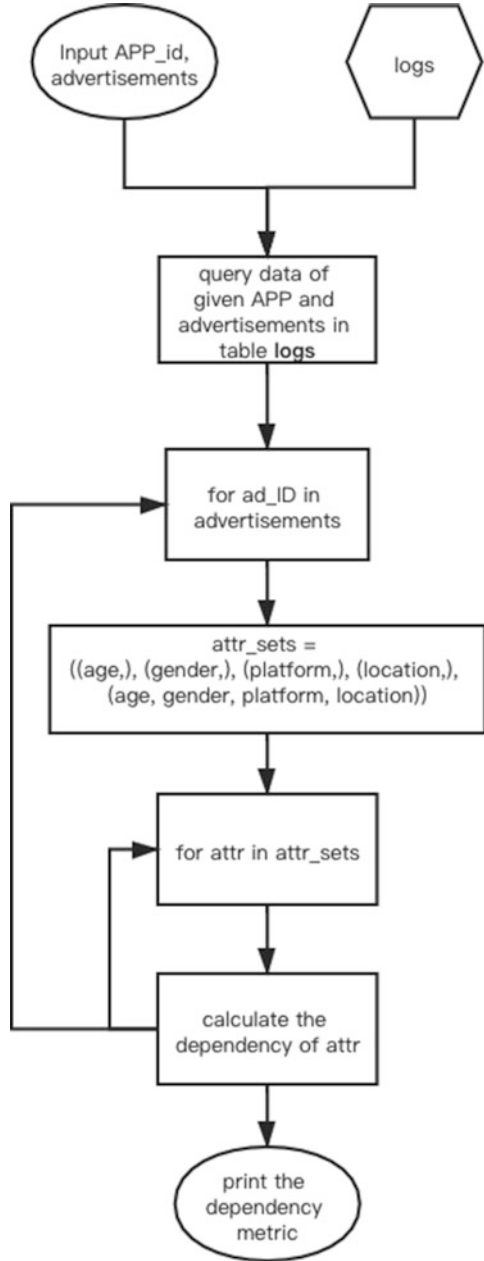 Input APP_id,
advertisements
logs
query data of
given APP and
advertisements in
table logs
for ad_ID in
advertisements
attr_sets =
((age,), (gender,), (platform,), (location,),
(age, gender, platform, location))
for attr in attr_sets
calculate the
dependency of attr
print the
dependency
metric